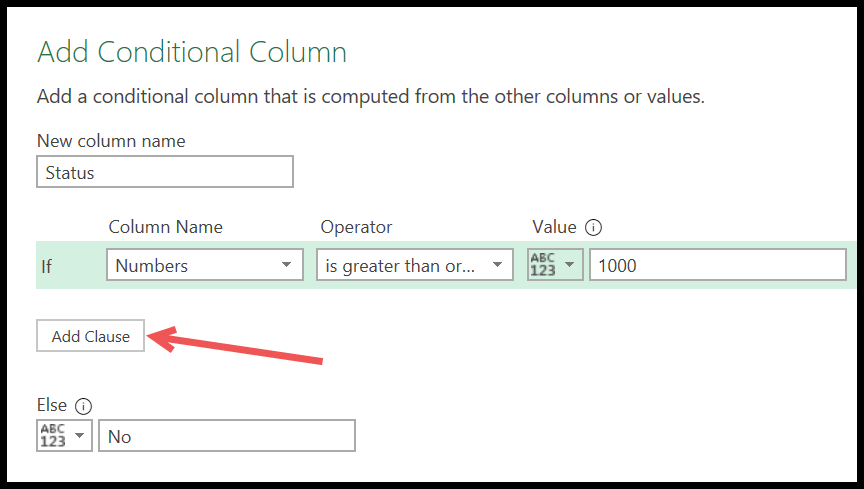 Add Conditional Column
Add a conditional column that is computed from the other columns or values.
New column name
Status
Column Name Operator Value
If Numbers is greater than or... ABC 123 1000
Add Clause
Else
ABC 123 No